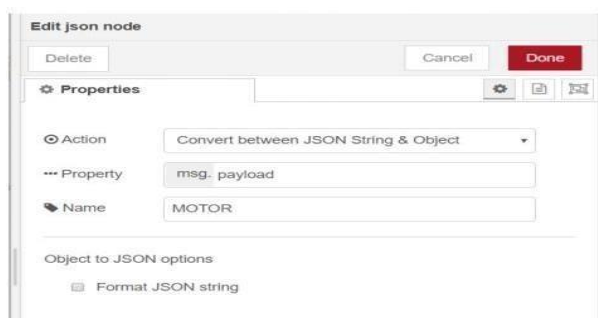 Edit json node
Delete Cancel Done
Properties
Action Convert between JSON String & Object
Property msg. payload
Name MOTOR
Object to JSON options
Format JSON string